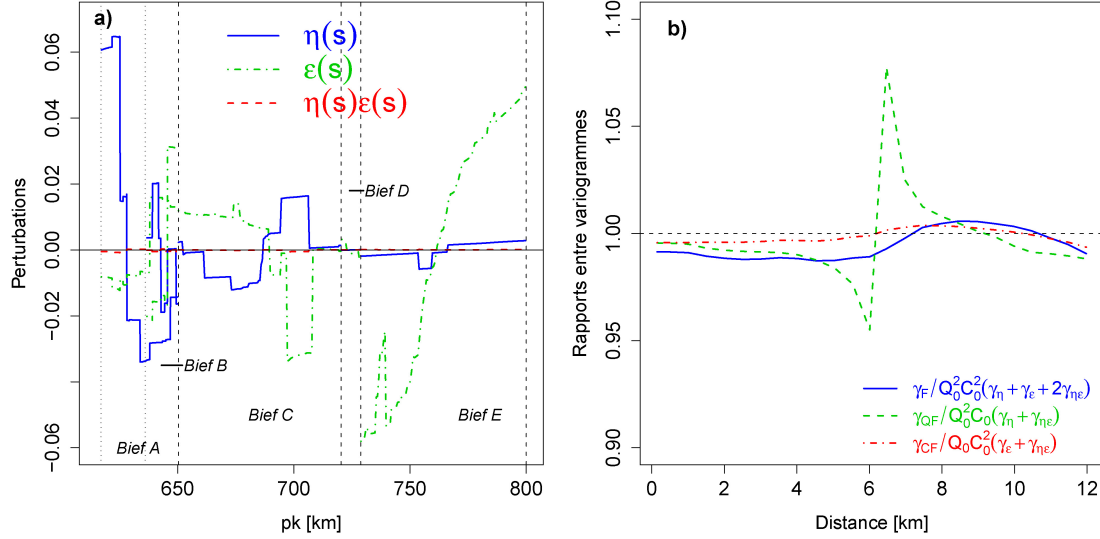 a)
η(s)
ε(s)
η(s)ε(s)
Bief D
Bief B
Bief C
Bief E
Bief A
Perturbations
0.06
0.04
0.02
0.00
−0.02
−0.06
650
700
750
800
pk [km]
b)
Rapports entre variogrammes
1.10
1.05
1.00
0.95
0.90
γF/Q₀²C₀²(γη+γε+2γηε)
γQF/Q₀²C₀(γη+γηε)
γCF/Q₀C₀²(γε+γηε)
0
2
4
6
8
10
12
Distance [km]